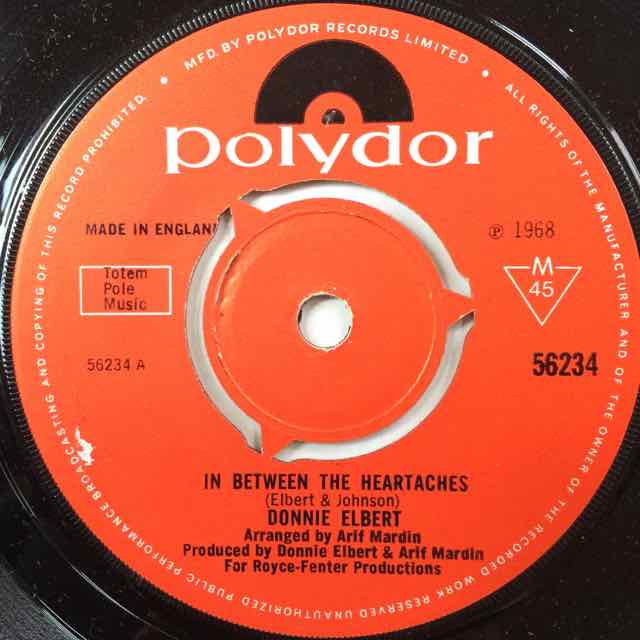 MFD. BY POLYDOR RECORDS LIMITED • ALL RIGHTS OF THE MANUFACTURER AND OF THE OWNER OF THE RECORDED WORK RESERVED UNAUTHORIZED PUBLIC PERFORMANCE BROADCASTING AND COPYING OF THIS RECORD PROHIBITED. •
polydor
MADE IN ENGLAN
℗ 1968
Totem
Pole
Music
M
45
56234 A
56234
IN BETWEEN THE HEARTACHES
(Elbert & Johnson)
DONNIE ELBERT
Arranged by Arif Mardin
Produced by Donnie Elbert & Arif Mardin
For Royce-Fenter Productions